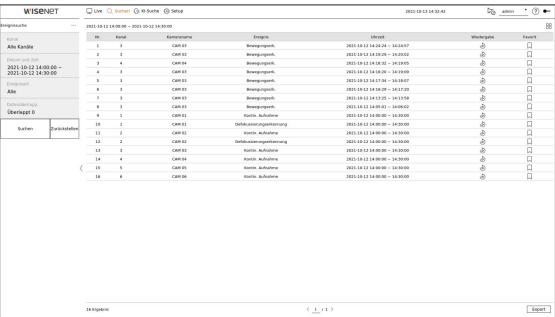 WISENET
Live Suchen KI-Suche Setup 2021-10-13 14:32:42 admin
Ereignissuche
2021-10-12 14:00:00 ~ 2021-10-12 14:30:00
Kanal
Alle Kanäle
Datum und Zeit
2021-10-12 14:00:00 ~
2021-10-12 14:30:00
Ereignisart
Alle
Datenüberlapp.
Überlappt 0
Suchen Zurückstellen
Nr. Kanal Kameraname Ereignis Uhrzeit Wiedergabe Favorit
1 3 CAM 03 Bewegungserk. 2021-10-12 14:24:24 ~ 14:24:57
2 3 CAM 03 Bewegungserk. 2021-10-12 14:19:29 ~ 14:20:02
3 4 CAM 04 Bewegungserk. 2021-10-12 14:18:32 ~ 14:19:05
4 3 CAM 03 Bewegungserk. 2021-10-12 14:18:20 ~ 14:19:09
5 3 CAM 03 Bewegungserk. 2021-10-12 14:17:34 ~ 14:18:07
6 3 CAM 03 Bewegungserk. 2021-10-12 14:16:29 ~ 14:17:20
7 3 CAM 03 Bewegungserk. 2021-10-12 14:13:25 ~ 14:13:58
8 3 CAM 03 Bewegungserk. 2021-10-12 14:05:01 ~ 14:06:02
9 1 CAM 01 Kontin. Aufnahme 2021-10-12 14:00:00 ~ 14:30:00
10 1 CAM 01 Defokussierungserkennung 2021-10-12 14:00:00 ~ 14:30:00
11 2 CAM 02 Kontin. Aufnahme 2021-10-12 14:00:00 ~ 14:30:00
12 2 CAM 02 Defokussierungserkennung 2021-10-12 14:00:00 ~ 14:30:00
13 3 CAM 03 Kontin. Aufnahme 2021-10-12 14:00:00 ~ 14:30:00
14 4 CAM 04 Kontin. Aufnahme 2021-10-12 14:00:00 ~ 14:30:00
15 5 CAM 05 Kontin. Aufnahme 2021-10-12 14:00:00 ~ 14:30:00
16 6 CAM 06 Kontin. Aufnahme 2021-10-12 14:00:00 ~ 14:30:00
16 Ergebnis 1 / 1 Export